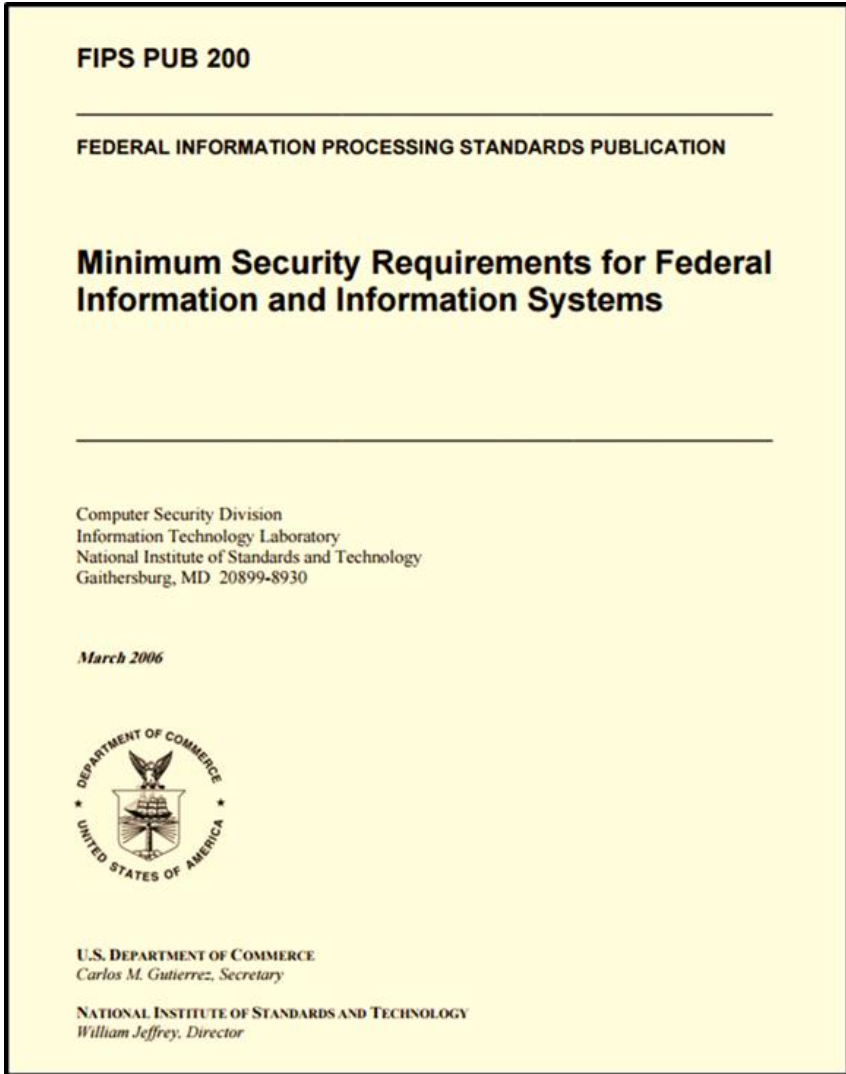 FIPS PUB 200
FEDERAL INFORMATION PROCESSING STANDARDS PUBLICATION
Minimum Security Requirements for Federal
Information and Information Systems
Computer Security Division
Information Technology Laboratory
National Institute of Standards and Technology
Gaithersburg, MD 20899-8930
March 2006
DEPARTMENT OF COMMERCE
UNITED STATES OF AMERICA
U.S. DEPARTMENT OF COMMERCE
Carlos M. Gutierrez, Secretary
NATIONAL INSTITUTE OF STANDARDS AND TECHNOLOGY
William Jeffrey, Director